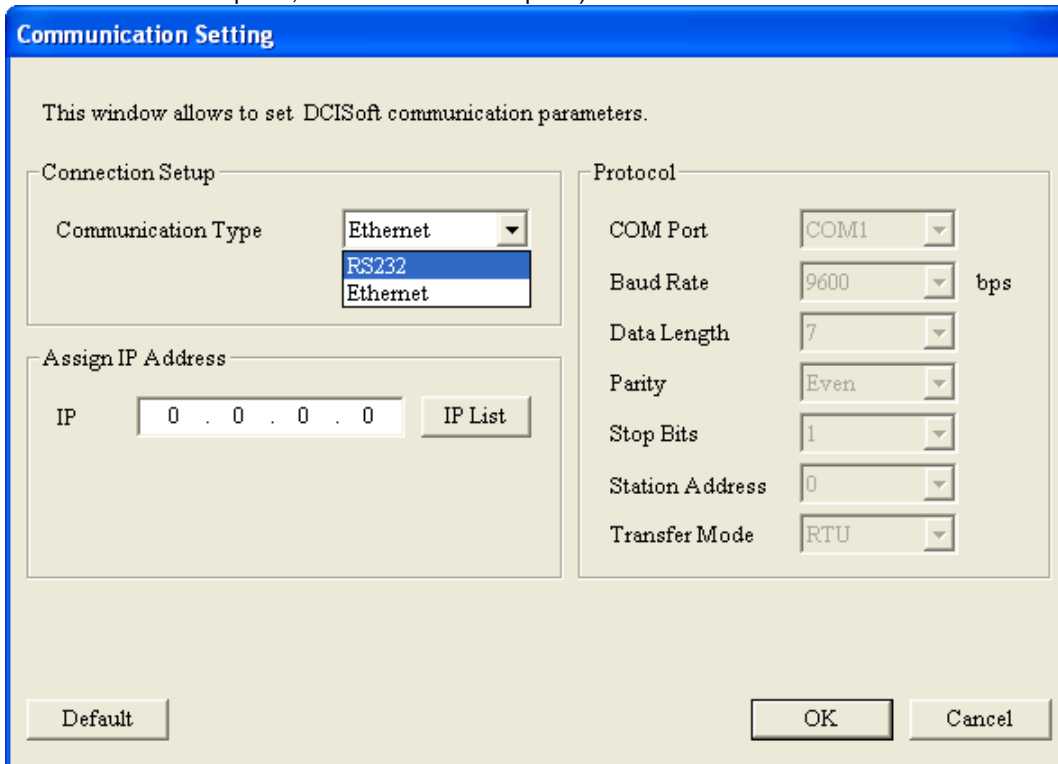 Communication Setting
This window allows to set DCISoft communication parameters.
Connection Setup
Communication Type
Ethernet
RS232
Ethernet
Assign IP Address
IP 0 . 0 . 0 . 0 IP List
Protocol
COM Port COM1
Baud Rate 9600 bps
Data Length 7
Parity Even
Stop Bits 1
Station Address 0
Transfer Mode RTU
Default OK Cancel